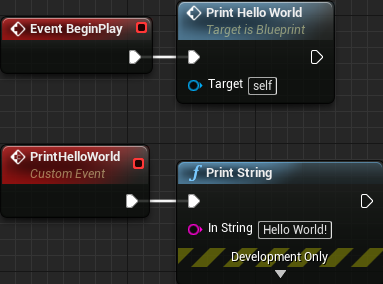 Event BeginPlay
Print Hello World
Target is Blueprint
Target self
PrintHelloWorld
Custom Event
Print String
In String Hello World!
Development Only